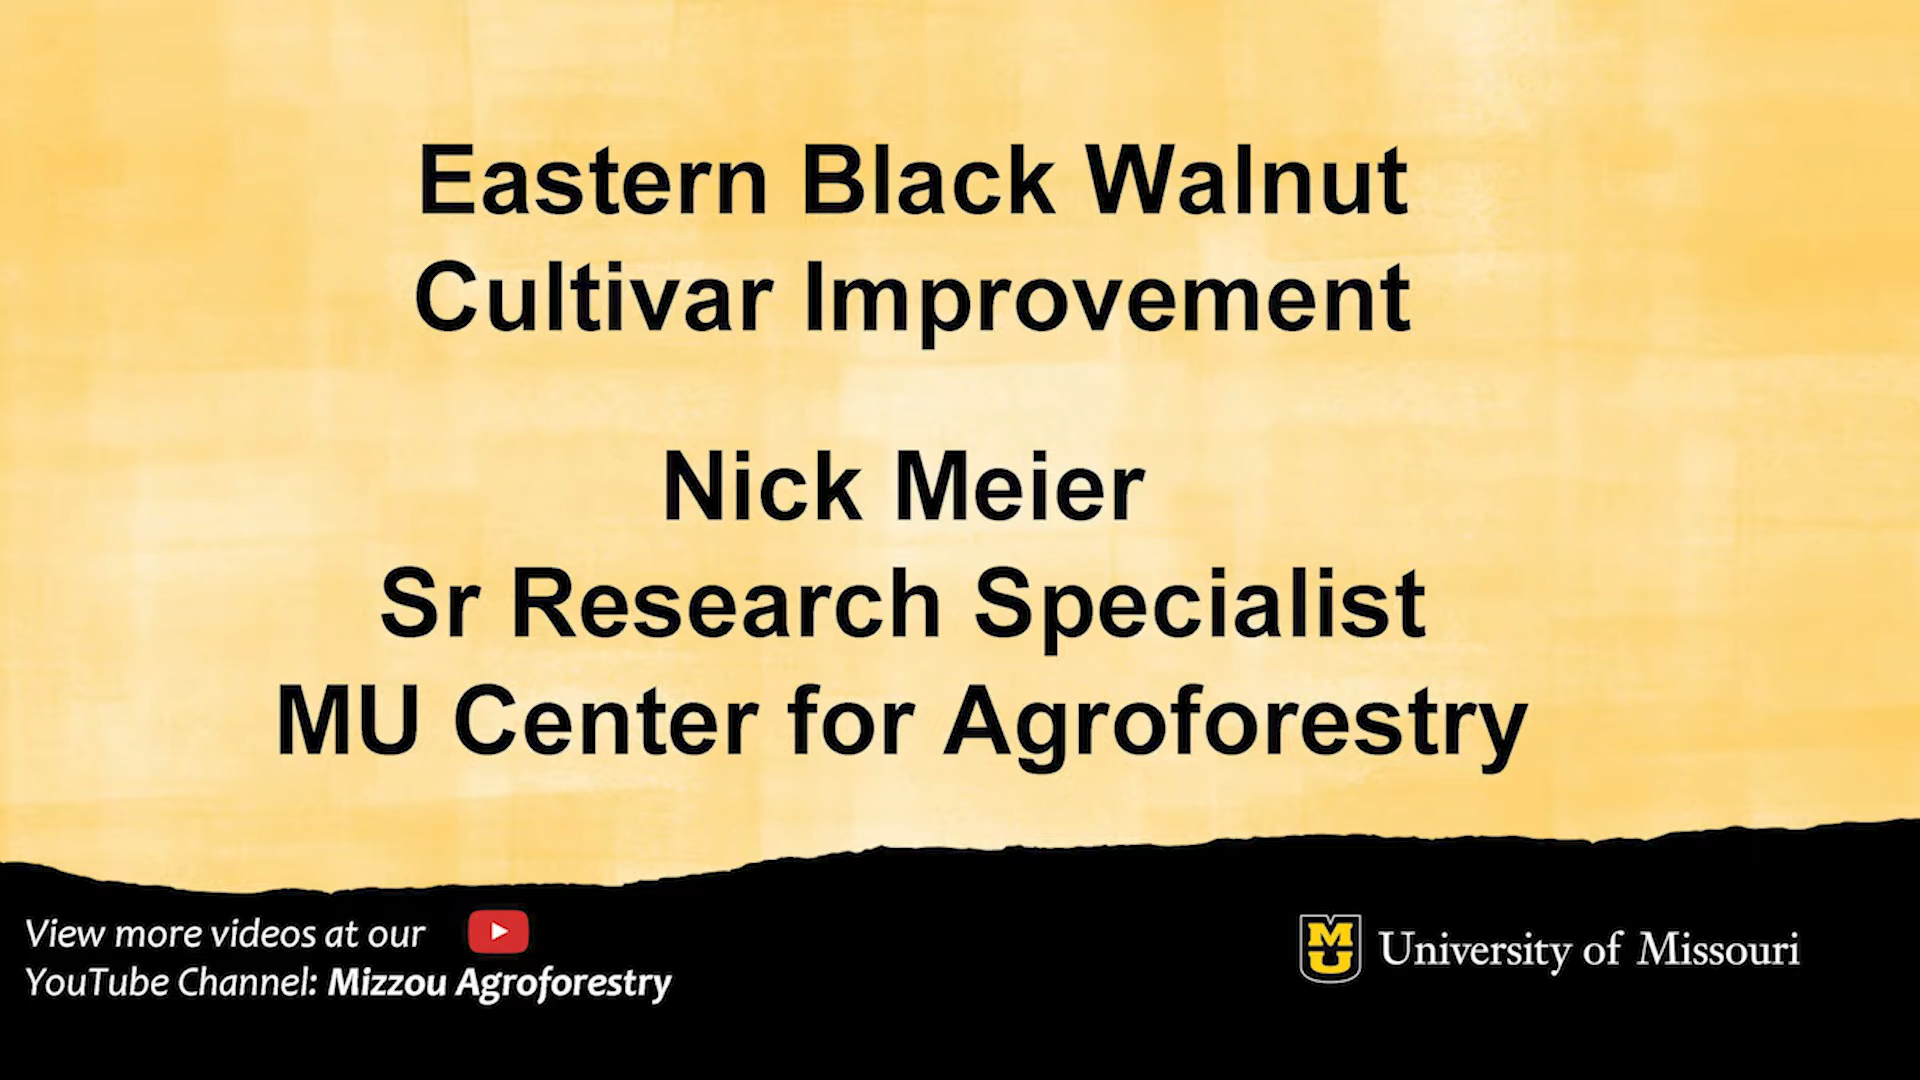 Eastern Black Walnut
Cultivar Improvement
Nick Meier
Sr Research Specialist
MU Center for Agroforestry
View more videos at our
YouTube Channel: Mizzou Agroforestry
MU University of Missouri